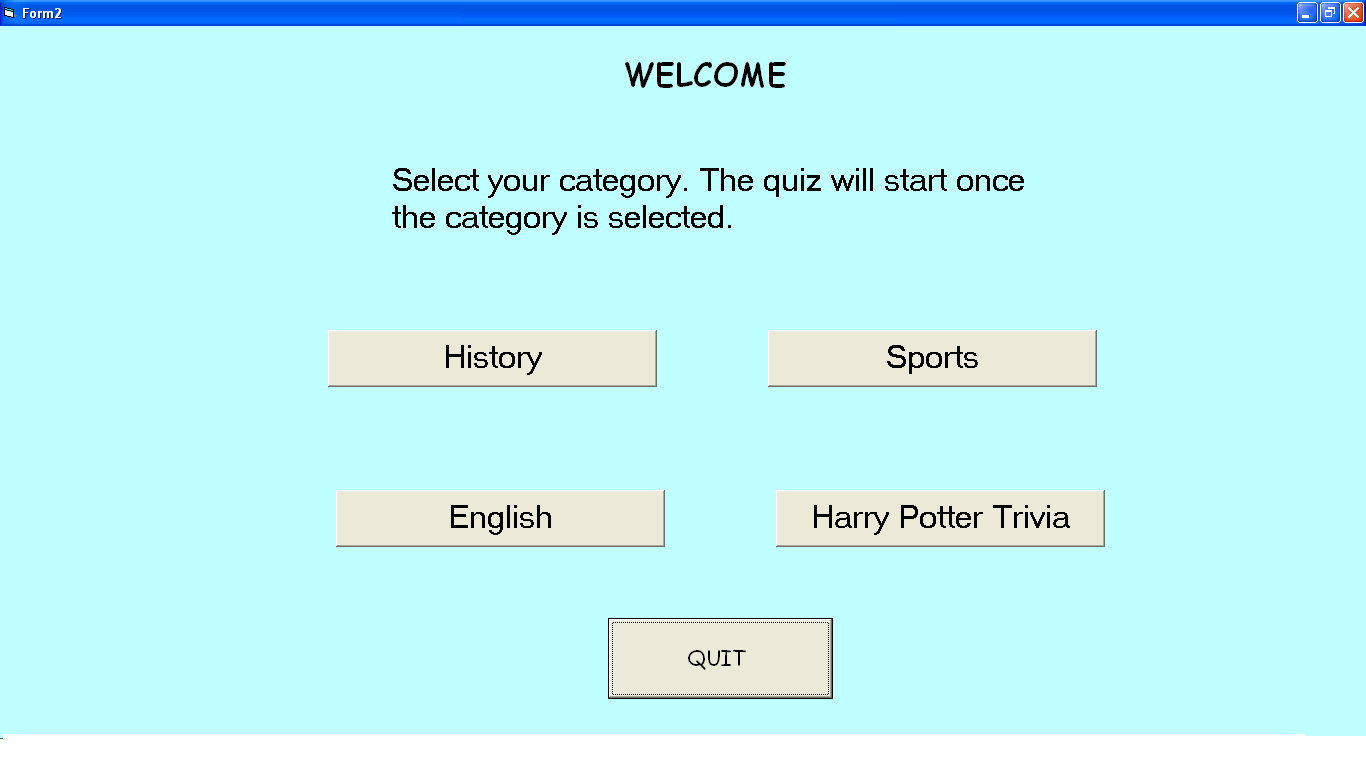 Form2
WELCOME
Select your category. The quiz will start once
the category is selected.
History
Sports
English
Harry Potter Trivia
QUIT